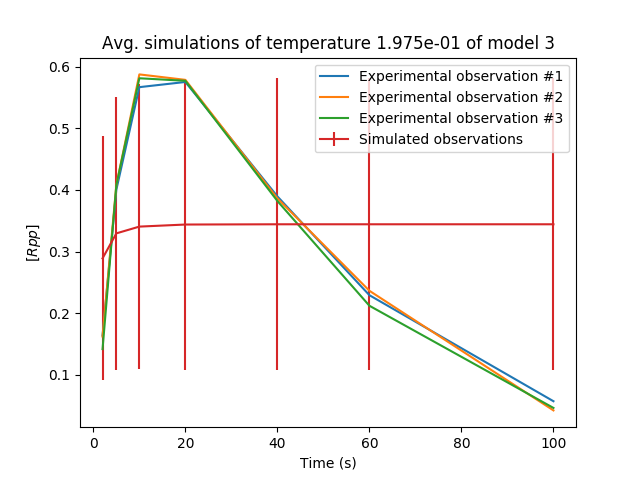 Avg. simulations of temperature 1.975e-01 of model 3
Experimental observation #1
Experimental observation #2
Experimental observation #3
Simulated observations
0.6
0.5
0.4
0.3
0.2
0.1
[Rpp]
0 20 40 60 80 100
Time (s)